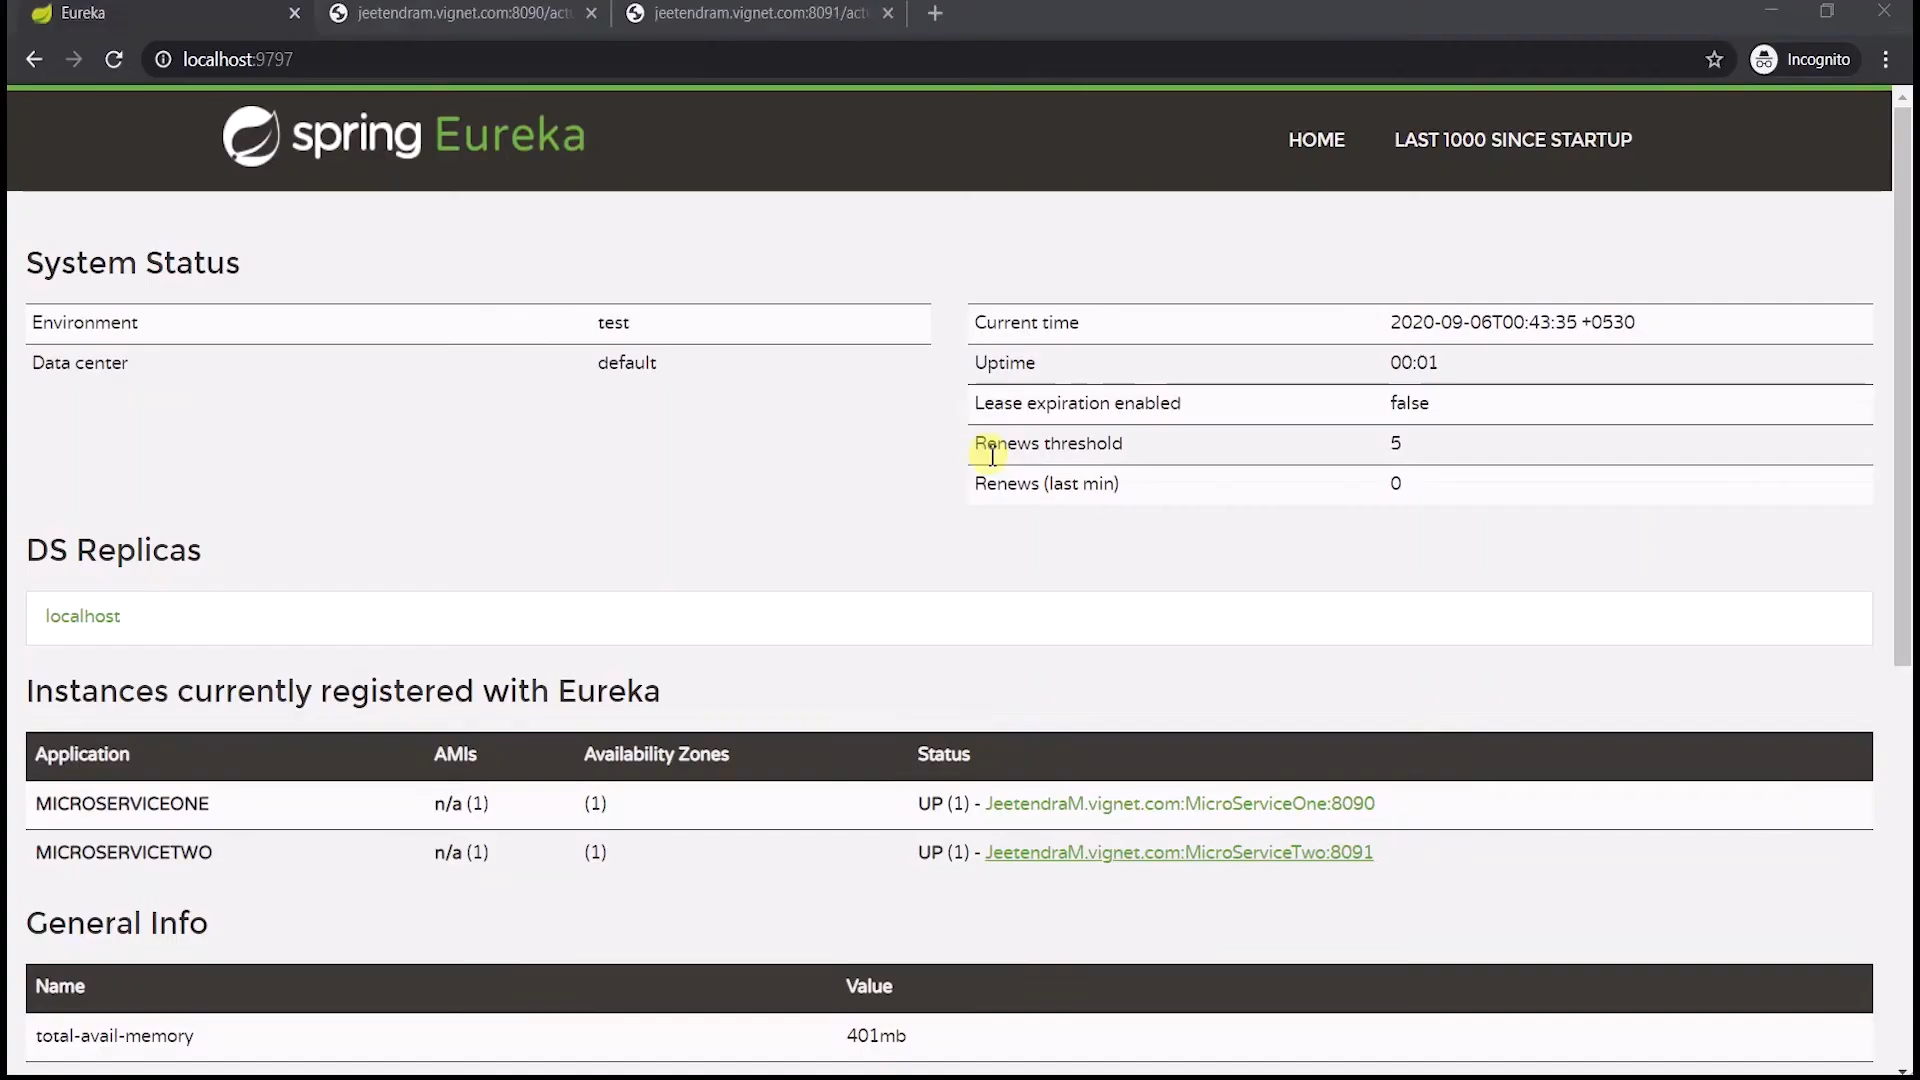 Eureka
jeetendram.vignet.com:8090/actu
jeetendram.vignet.com:8091/actu
localhost:9797
Incognito
spring Eureka
HOME
LAST 1000 SINCE STARTUP
System Status
Environment test
Data center default
Current time 2020-09-06T00:43:35 +0530
Uptime 00:01
Lease expiration enabled false
Renews threshold 5
Renews (last min) 0
DS Replicas
localhost
Instances currently registered with Eureka
Application AMIs Availability Zones Status
MICROSERVICEONE n/a (1) (1) UP (1) - JeetendraM.vignet.com:MicroServiceOne:8090
MICROSERVICETWO n/a (1) (1) UP (1) - JeetendraM.vignet.com:MicroServiceTwo:8091
General Info
Name Value
total-avail-memory 401mb